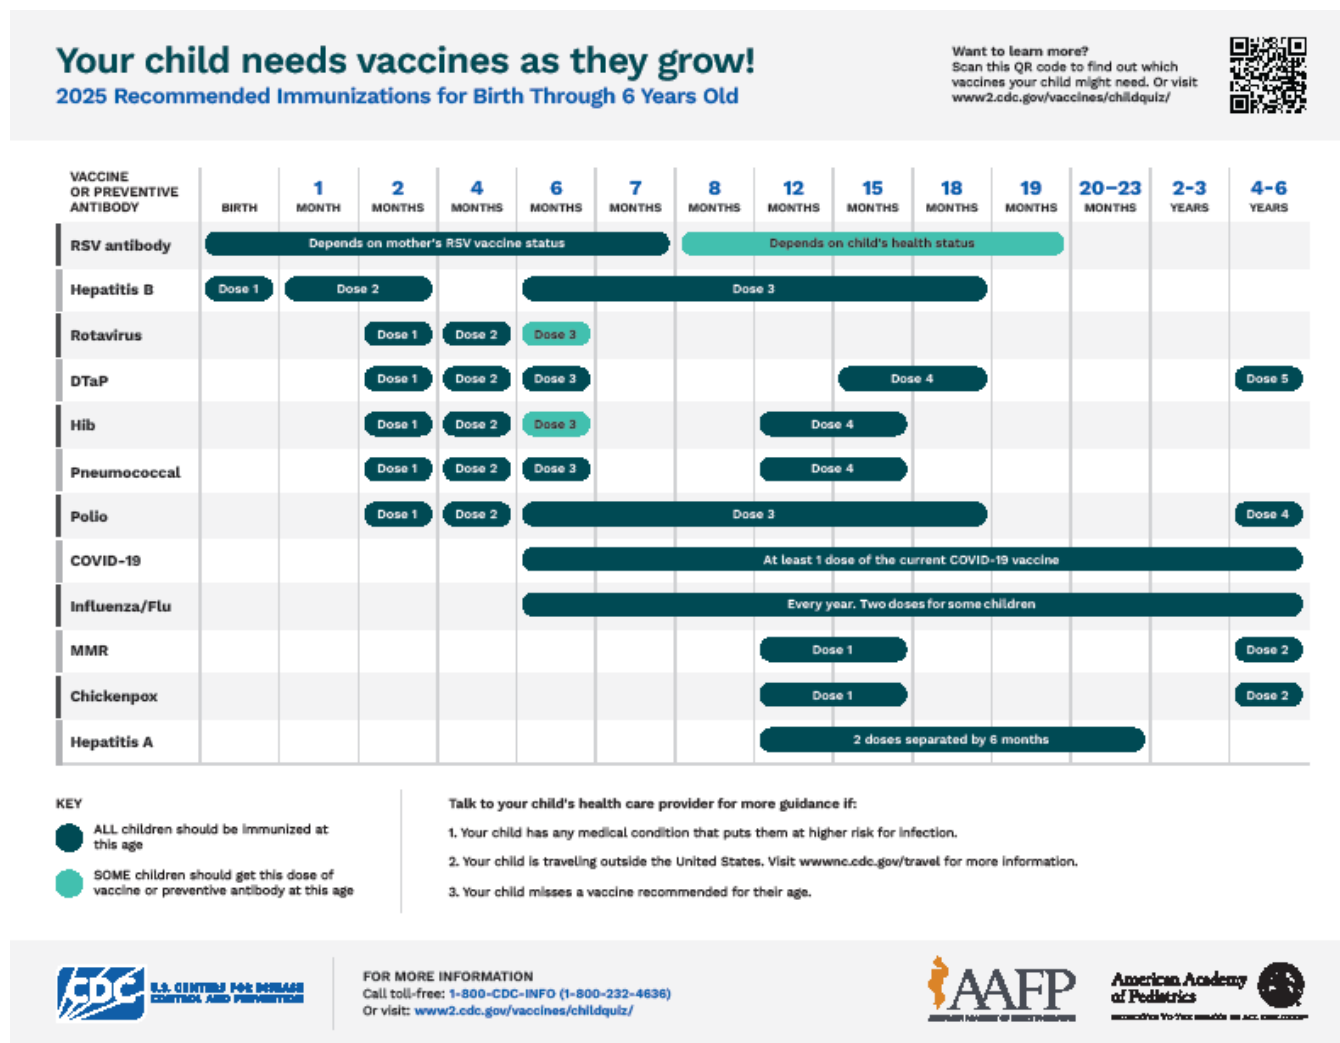 Your child needs vaccines as they grow!
2025 Recommended Immunizations for Birth Through 6 Years Old
Want to learn more?
Scan this QR code to find out which
vaccines your child might need. Or visit
www2.cdc.gov/vaccines/childquiz/
VACCINE
OR PREVENTIVE
ANTIBODY
BIRTH
1
MONTH
2
MONTHS
4
MONTHS
6
MONTHS
7
MONTHS
8
MONTHS
12
MONTHS
15
MONTHS
18
MONTHS
19
MONTHS
20–23
MONTHS
2-3
YEARS
4-6
YEARS
RSV antibody Depends on mother's RSV vaccine status Depends on child's health status
Hepatitis B Dose 1 Dose 2 Dose 3
Rotavirus Dose 1 Dose 2 Dose 3
DTaP Dose 1 Dose 2 Dose 3 Dose 4 Dose 5
Hib Dose 1 Dose 2 Dose 3 Dose 4
Pneumococcal Dose 1 Dose 2 Dose 3 Dose 4
Polio Dose 1 Dose 2 Dose 3 Dose 4
COVID-19 At least 1 dose of the current COVID-19 vaccine
Influenza/Flu Every year. Two doses for some children
MMR Dose 1 Dose 2
Chickenpox Dose 1 Dose 2
Hepatitis A 2 doses separated by 6 months
KEY
ALL children should be immunized at
this age
SOME children should get this dose of
vaccine or preventive antibody at this age
Talk to your child's health care provider for more guidance if:
1. Your child has any medical condition that puts them at higher risk for infection.
2. Your child is traveling outside the United States. Visit wwwnc.cdc.gov/travel for more information.
3. Your child misses a vaccine recommended for their age.
CDC
U.S. CENTERS FOR DISEASE
CONTROL AND PREVENTION
FOR MORE INFORMATION
Call toll-free: 1-800-CDC-INFO (1-800-232-4636)
Or visit: www2.cdc.gov/vaccines/childquiz/
AAFP
American Academy
of Pediatrics